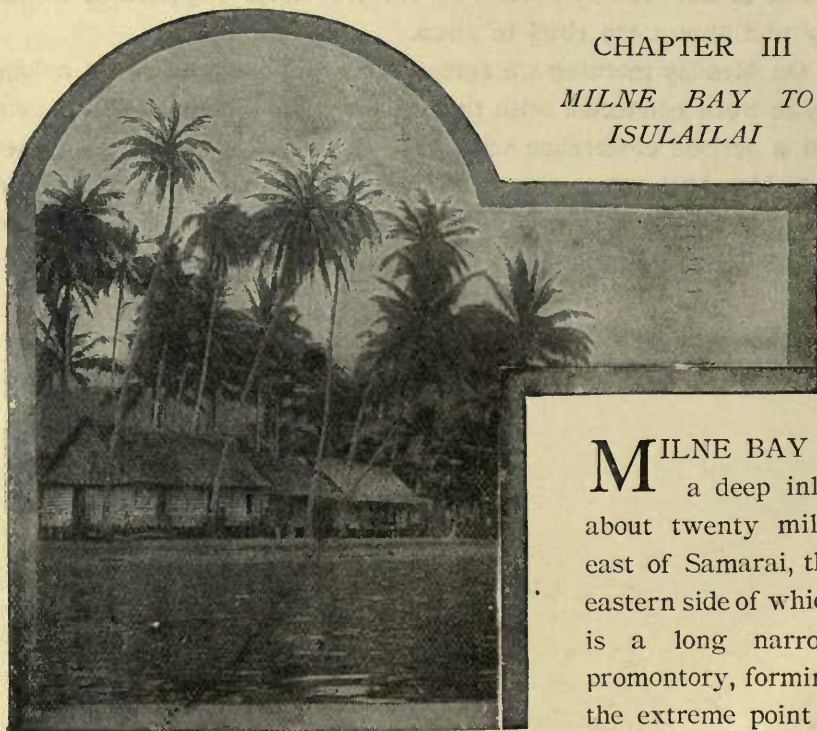 CHAPTER III
MILNE BAY TO
ISULAILAI
MILNE BAY
a deep inl
about twenty mil
east of Samarai, th
eastern side of whic
is a long narro
promontory, formin
the extreme point